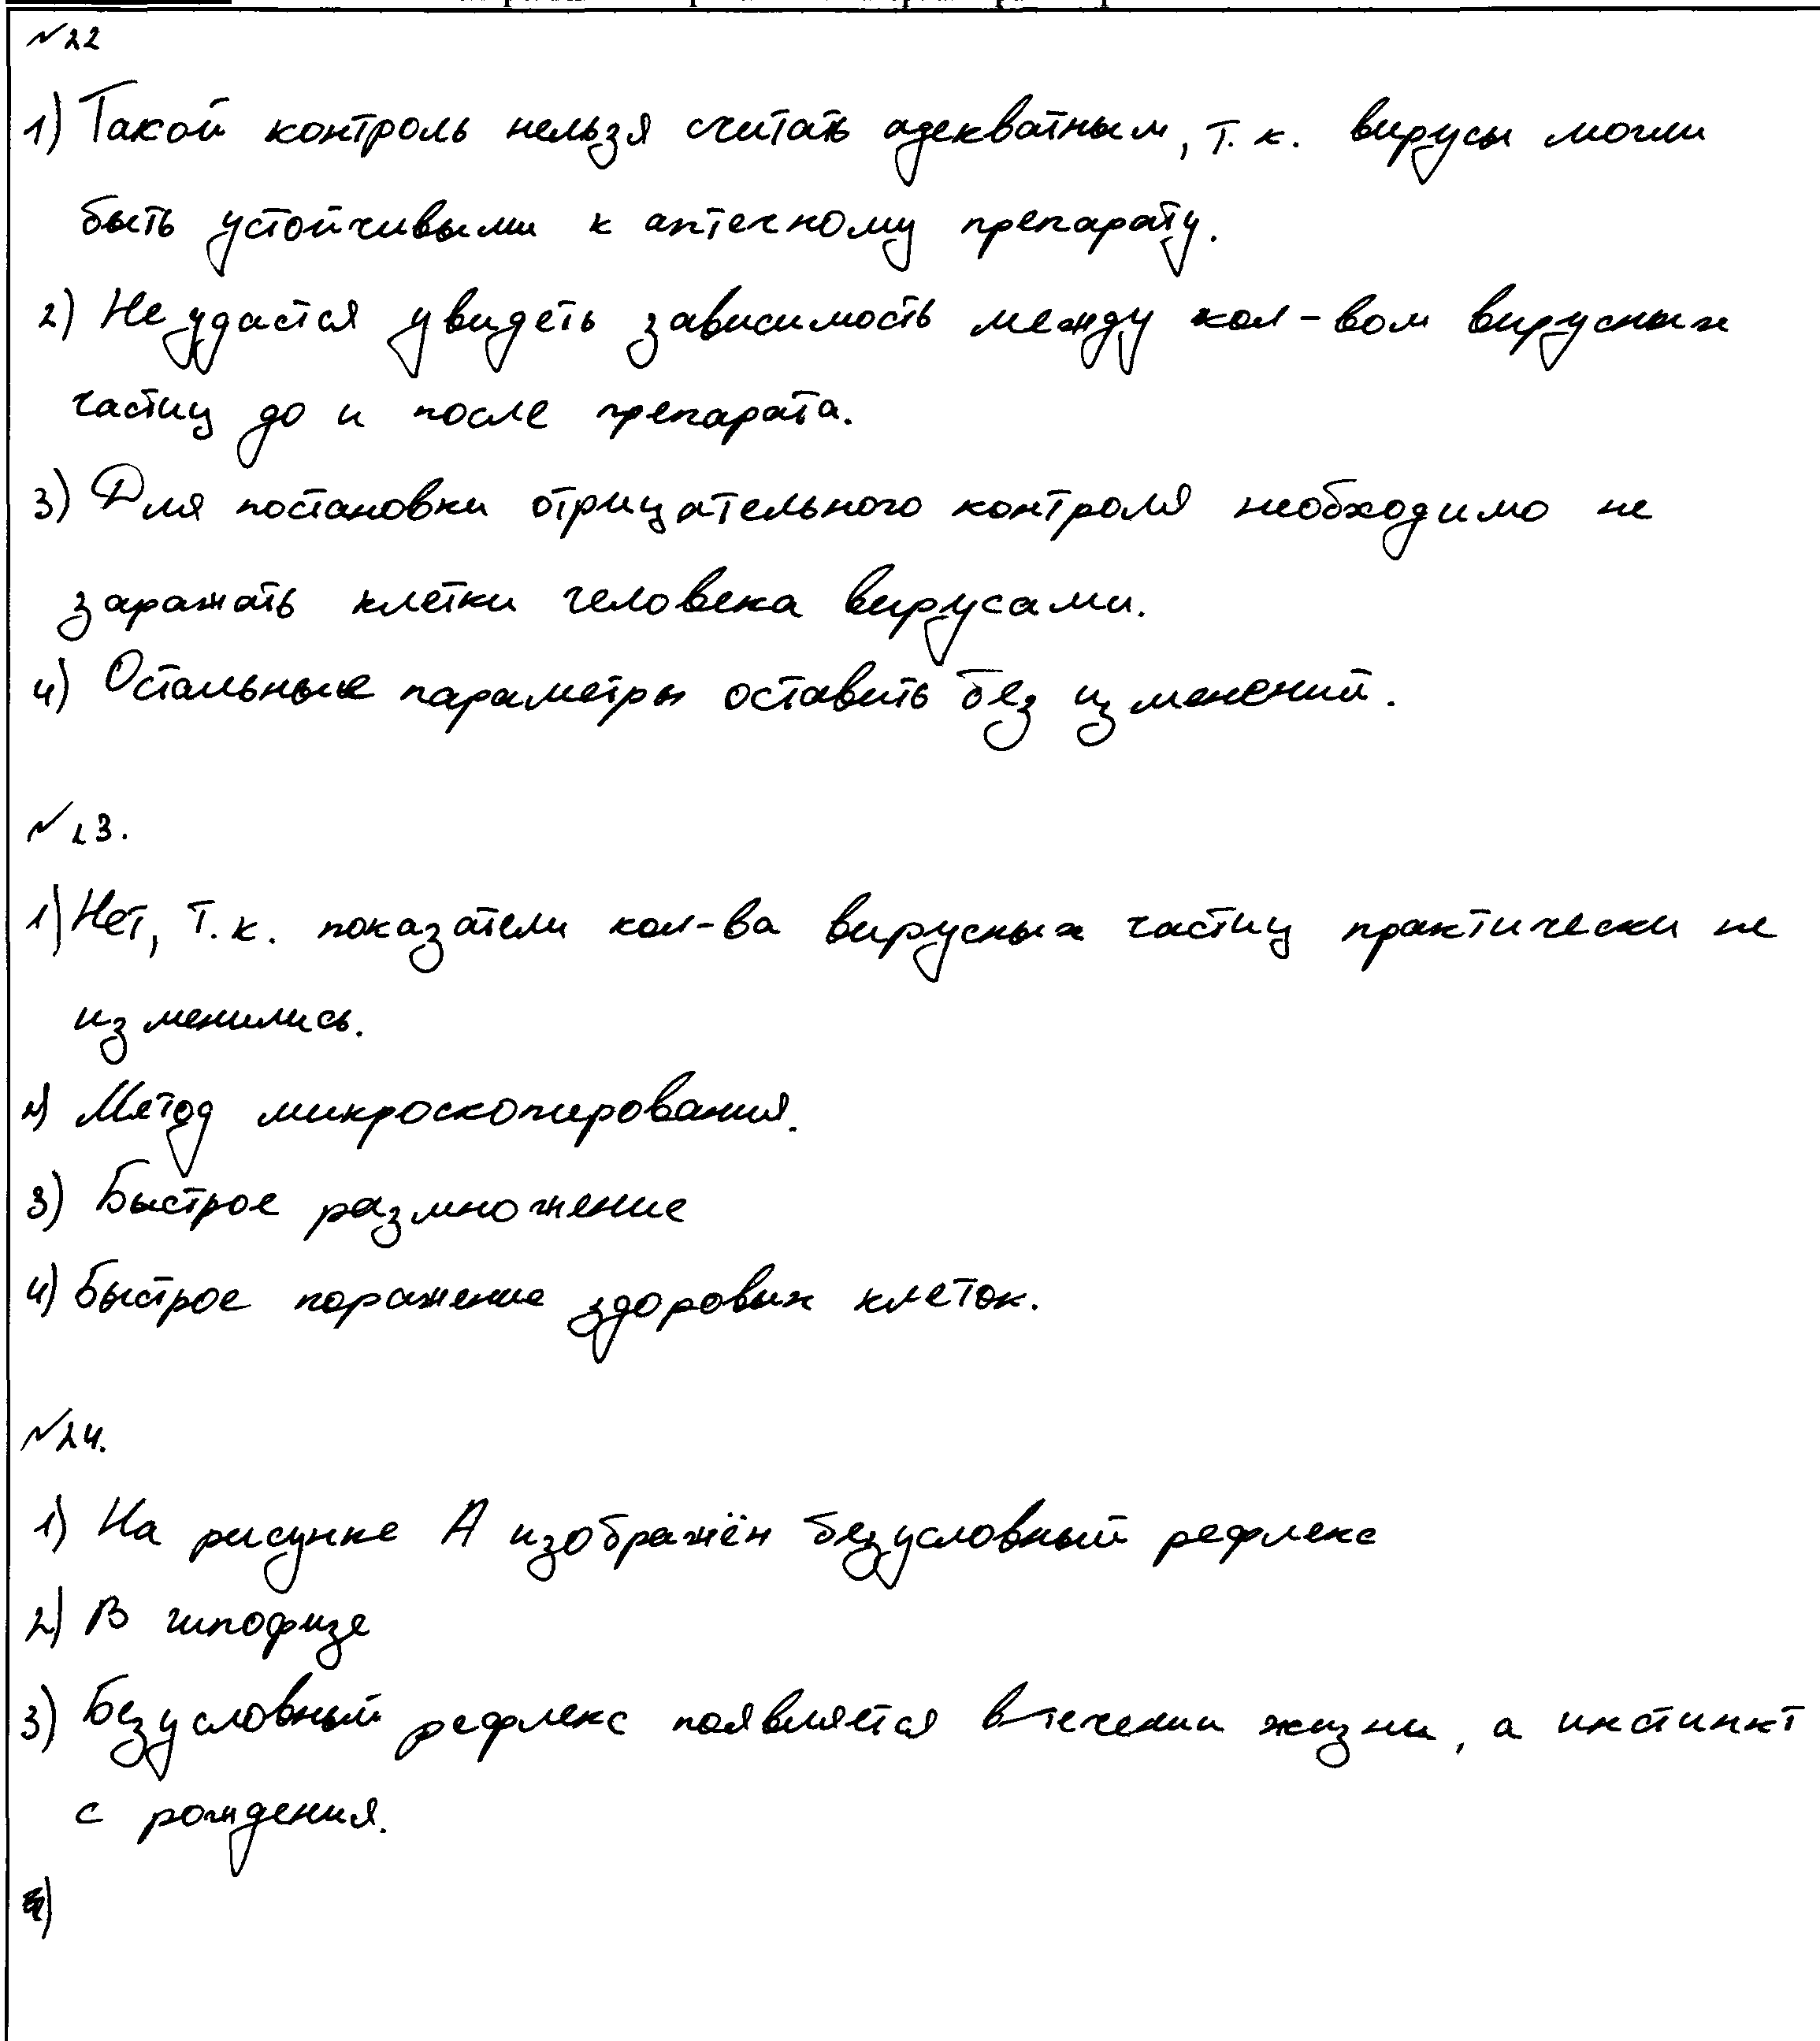 №22
1) Такой контроль нельзя считать адекватным, т.к. вирусы могли
быть устойчивыми к аптечному препарату.
2) Не удастся увидеть зависимость между кол-вом вирусных
частиц до и после препарата.
3) Для постановки отрицательного контроля необходимо не
заражать клетки человека вирусами.
4) Остальные параметры оставить без изменений.
№23.
1) Нет, т.к. показатели кол-ва вирусных частиц практически не
изменились.
2) Метод микроскопирования.
3) Быстрое размножение
4) Быстрое поражение здоровых клеток.
№24.
1) На рисунке А изображён безусловный рефлекс
2) В гипофизе
3) Безусловный рефлекс появляется в течении жизни, а инстинкт
с рождения.